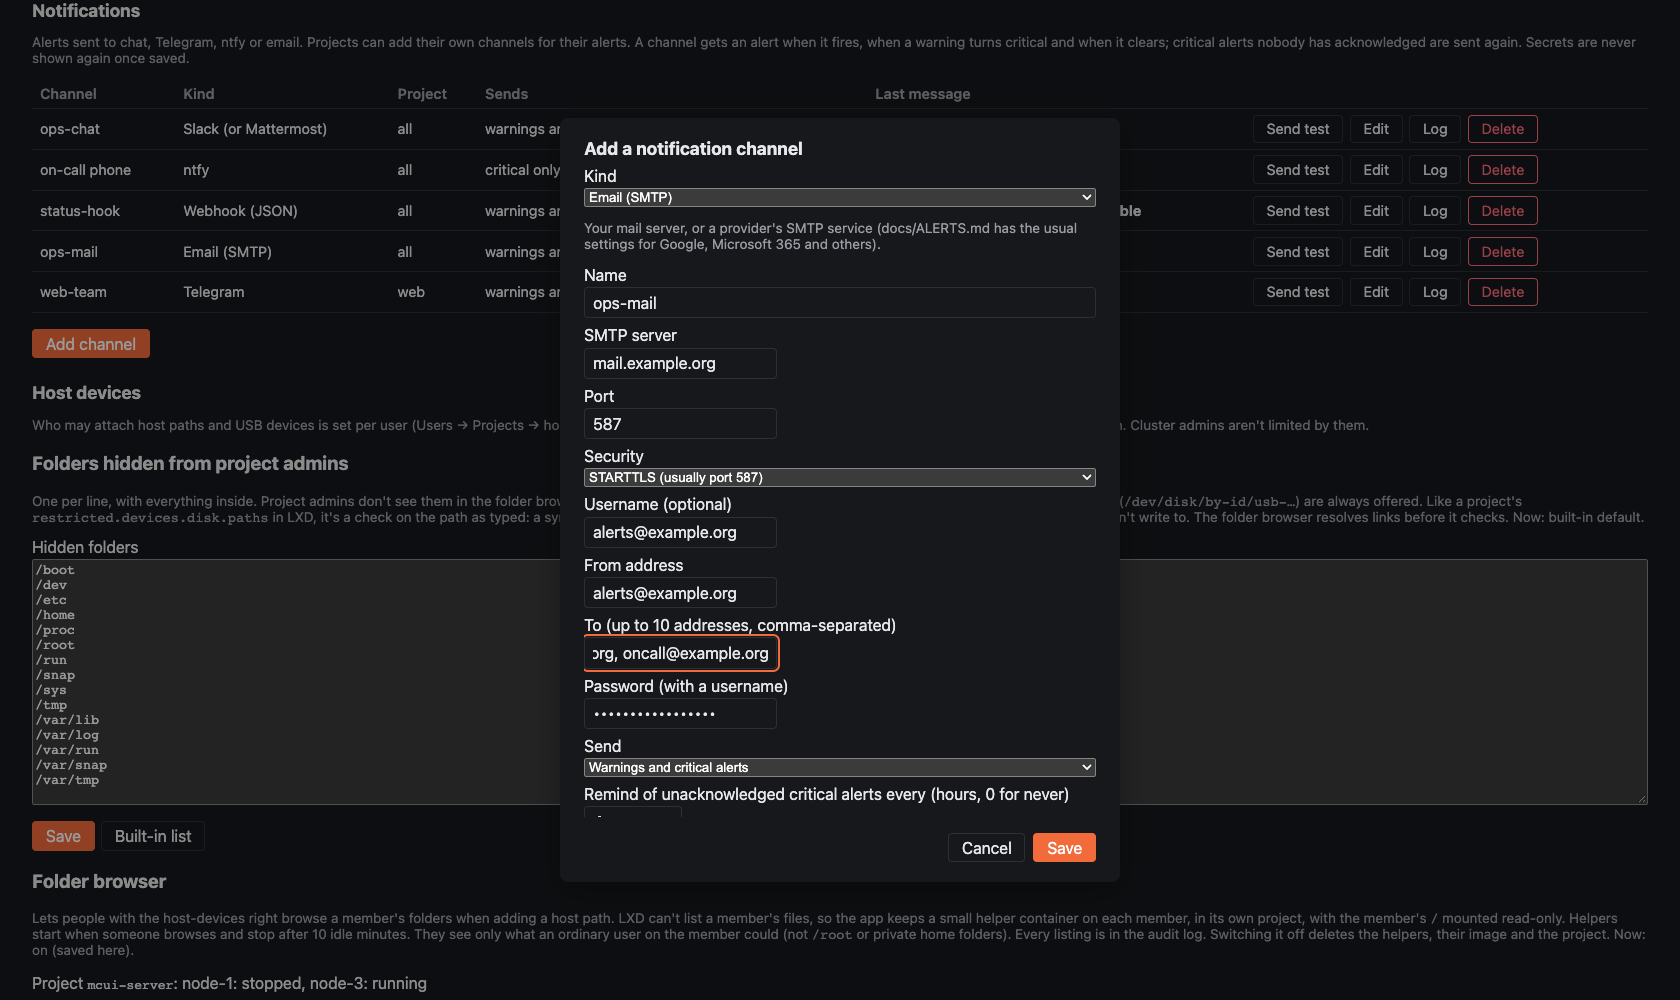 Notifications
Alerts sent to chat, Telegram, ntfy or email. Projects can add their own channels for their alerts. A channel gets an alert when it fires, when a warning turns critical and when it clears; critical alerts nobody has acknowledged are sent again. Secrets are never
shown again once saved.
Channel Kind Project Sends Last message
ops-chat Slack (or Mattermost) all warnings Send test Edit Log Delete
on-call phone ntfy all critical only Send test Edit Log Delete
status-hook Webhook (JSON) all warnings Send test Edit Log Delete
ops-mail Email (SMTP) all warnings Send test Edit Log Delete
web-team Telegram web warnings Send test Edit Log Delete
Add channel
Host devices
Who may attach host paths and USB devices is set per user (Users → Projects → Cluster admins aren't limited by them.
Folders hidden from project admins
One per line, with everything inside. Project admins don't see them in the folder (/dev/disk/by-id/usb-…) are always offered. Like a project's
restricted.devices.disk.paths in LXD, it's a check on the path as typed: a write to. The folder browser resolves links before it checks. Now: built-in default.
Hidden folders
/boot
/dev
/etc
/home
/proc
/root
/run
/snap
/sys
/tmp
/var/lib
/var/log
/var/run
/var/snap
/var/tmp
Save Built-in list
Folder browser
Lets people with the host-devices right browse a member's folders when adding a host path. LXD can't list a member's files, so the app keeps a small helper container on each member, in its own project, with the member's / mounted read-only. Helpers
start when someone browses and stop after 10 idle minutes. They see only what an ordinary user on the member could (not /root or private home folders). Every listing is in the audit log. Switching it off deletes the helpers, their image and the project. Now:
on (saved here).
Project mcui-server: node-1: stopped, node-3: running
Add a notification channel
Kind
Email (SMTP)
Your mail server, or a provider's SMTP service (docs/ALERTS.md has the usual
settings for Google, Microsoft 365 and others).
Name
ops-mail
SMTP server
mail.example.org
Port
587
Security
STARTTLS (usually port 587)
Username (optional)
alerts@example.org
From address
alerts@example.org
To (up to 10 addresses, comma-separated)
org, oncall@example.org
Password (with a username)
•••••••••••••••••
Send
Warnings and critical alerts
Remind of unacknowledged critical alerts every (hours, 0 for never)
Cancel Save